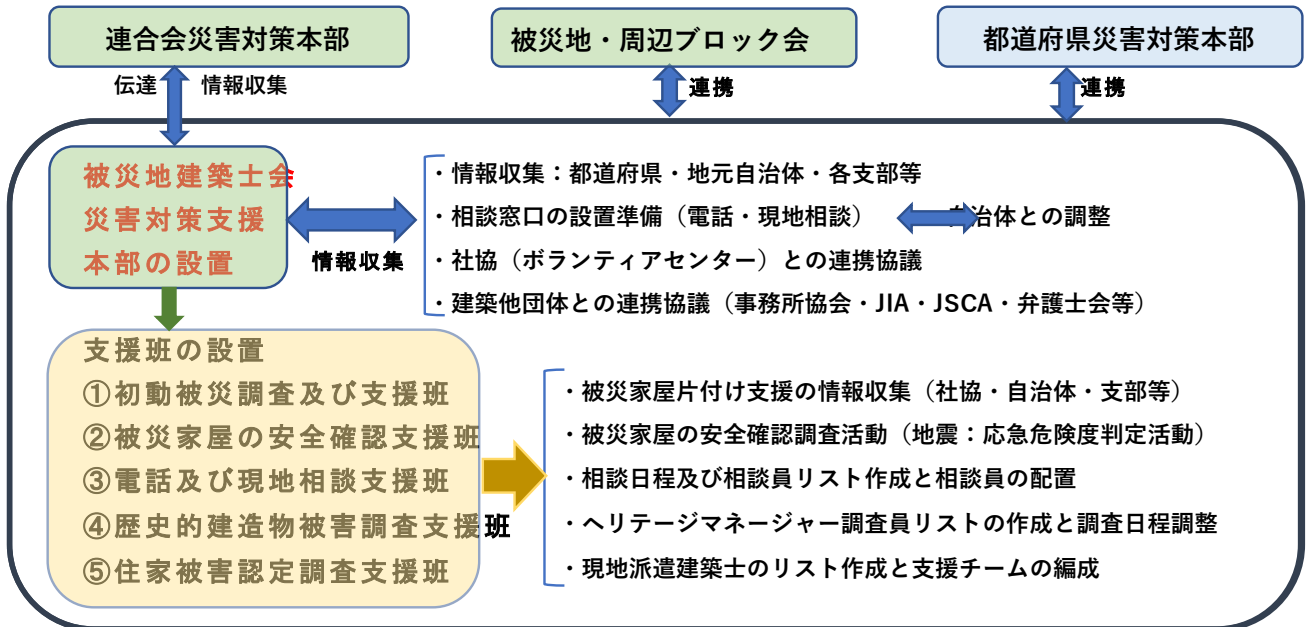 連合会災害対策本部
被災地・周辺ブロック会
都道府県災害対策本部
伝達 情報収集
連携
連携
被災地建築士会
災害対策支援
本部の設置
情報収集
・情報収集:都道府県・地元自治体・各支部等
・相談窓口の設置準備(電話・現地相談)
自治体との調整
・社協(ボランティアセンター)との連携協議
・建築他団体との連携協議(事務所協会・JIA・JSCA・弁護士会等)
支援班の設置
①初動被災調査及び支援班
②被災家屋の安全確認支援班
③電話及び現地相談支援班
④歴史的建造物被害調査支援班
⑤住家被害認定調査支援班
・被災家屋片付け支援の情報収集(社協・自治体・支部等)
・被災家屋の安全確認調査活動(地震:応急危険度判定活動)
・相談日程及び相談員リスト作成と相談員の配置
・ヘリテージマネージャー調査員リストの作成と調査日程調整
・現地派遣建築士のリスト作成と支援チームの編成